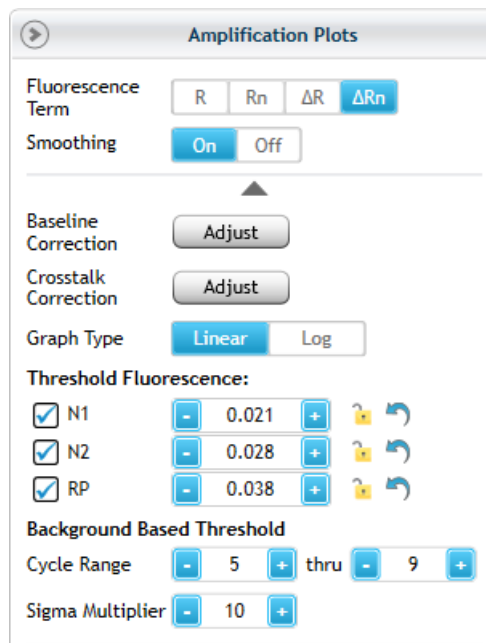 Amplification Plots
Fluorescence
Term
R Rn ΔR ΔRn
Smoothing On Off
Baseline
Correction
Adjust
Crosstalk
Correction
Adjust
Graph Type Linear Log
Threshold Fluorescence:
N1 - 0.021 +
N2 - 0.028 +
RP - 0.038 +
Background Based Threshold
Cycle Range - 5 + thru - 9 +
Sigma Multiplier - 10 +